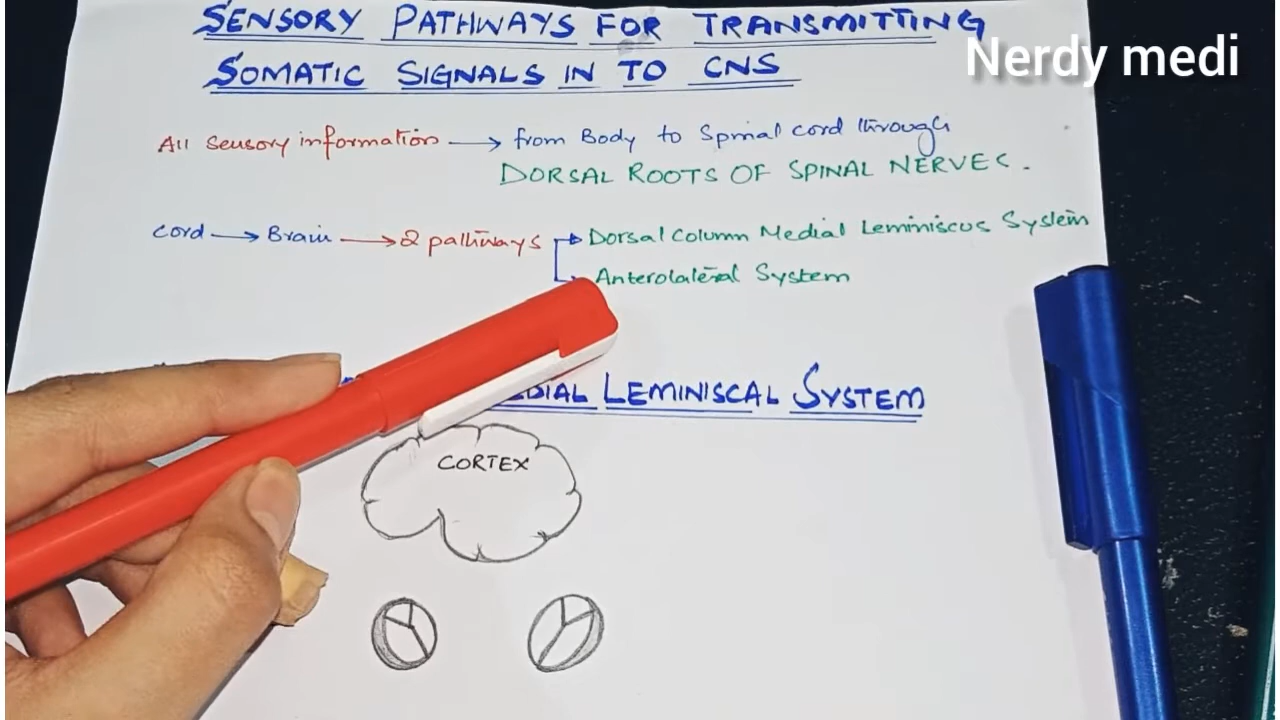 SENSORY PATHWAYS FOR TRANSMITTING
SOMATIC SIGNALS IN TO CNS
Nerdy medi
All sensory information → from Body to Spinal cord through
DORSAL ROOTS OF SPINAL NERVES.
Cord → Brain → 2 pathways → Dorsal Column Medial Leminiscus System
Anterolateral System
LEMINISCAL SYSTEM
CORTEX